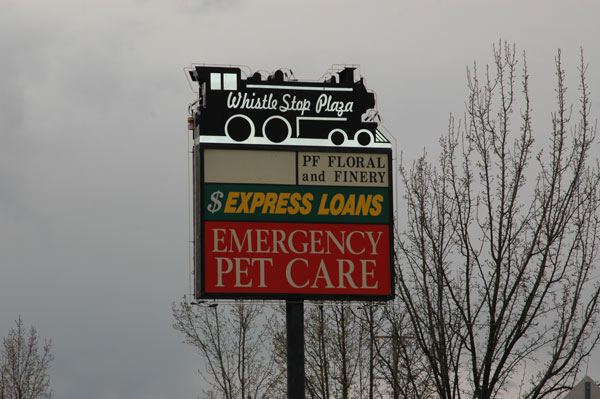 Whistle Stop Plaza
PF FLORAL
and FINERY
$ EXPRESS LOANS
EMERGENCY
PET CARE